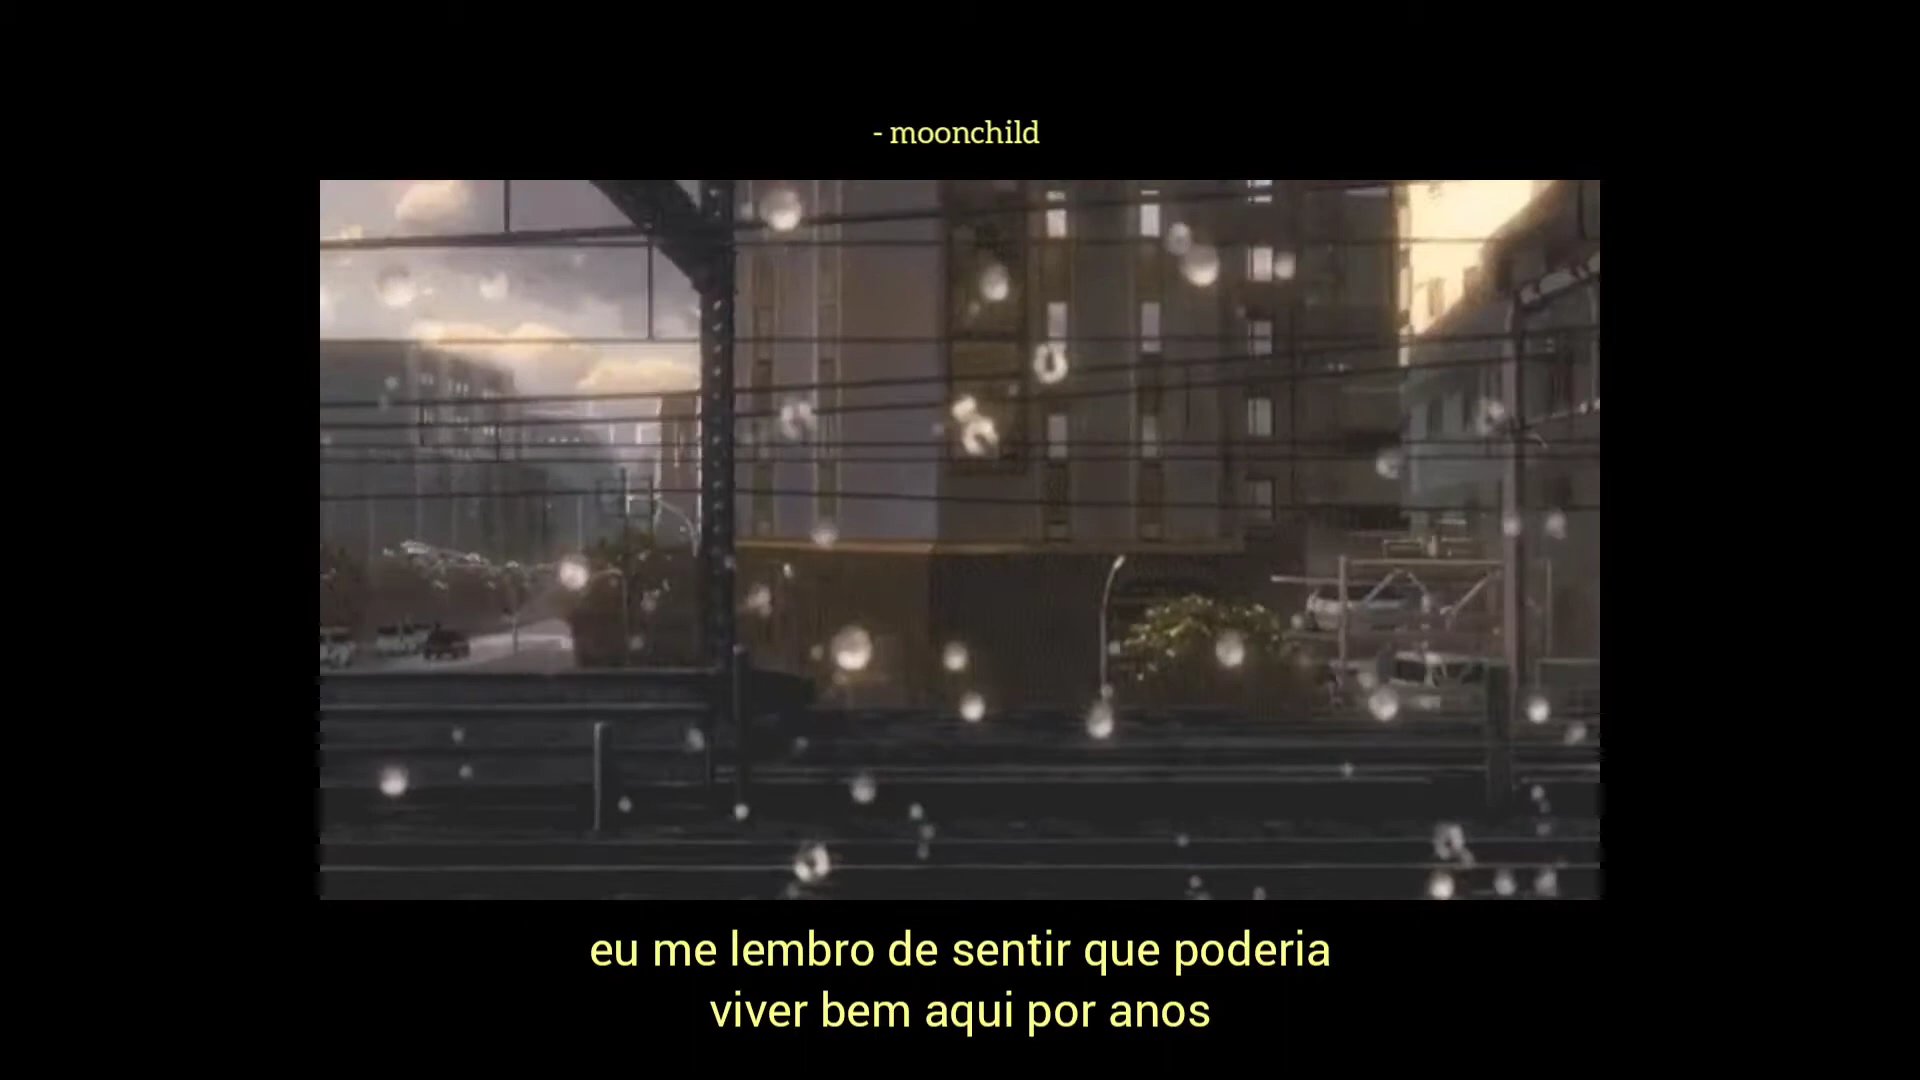 - moonchild
eu me lembro de sentir que poderia
viver bem aqui por anos